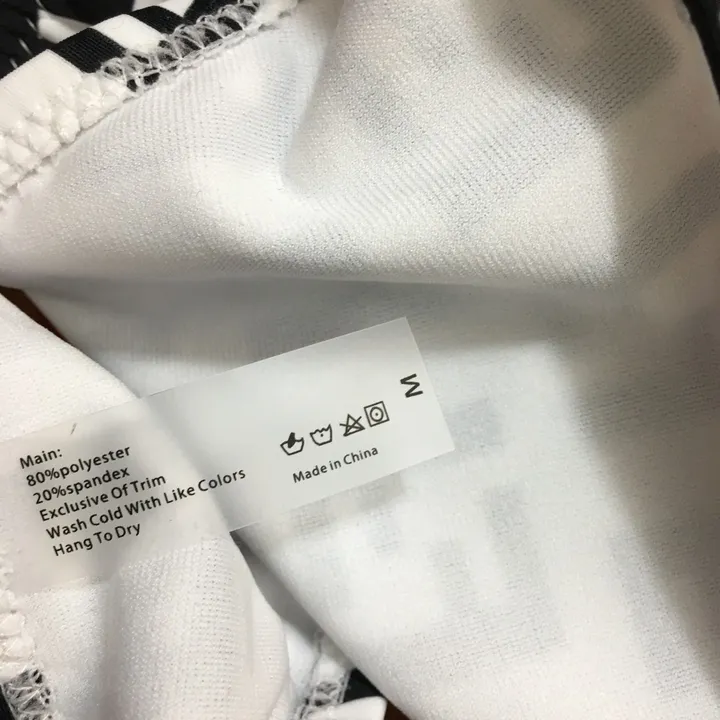 Main:
80%polyester
20%spandex
Exclusive Of Trim
Wash Cold With Like Colors
Hang To Dry
Made in China
M